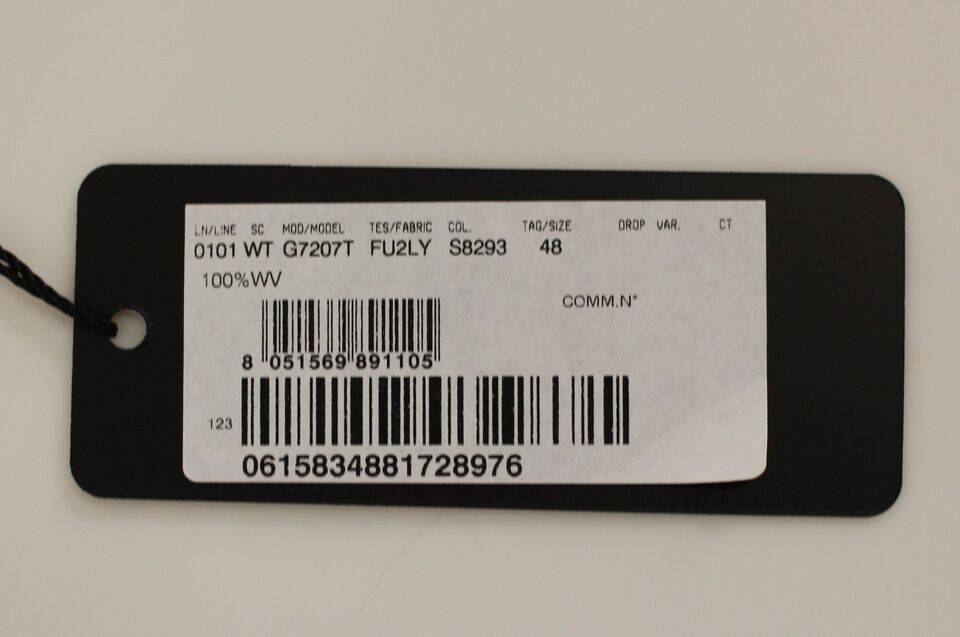 LN/LINE SC MOD/MODEL TES/FABRIC COL. TAG/SIZE DROP VAR. CT
0101 WT G7207T FU2LY S8293 48
100%WV
COMM.N°
8 051569 891105
123
0615834881728976